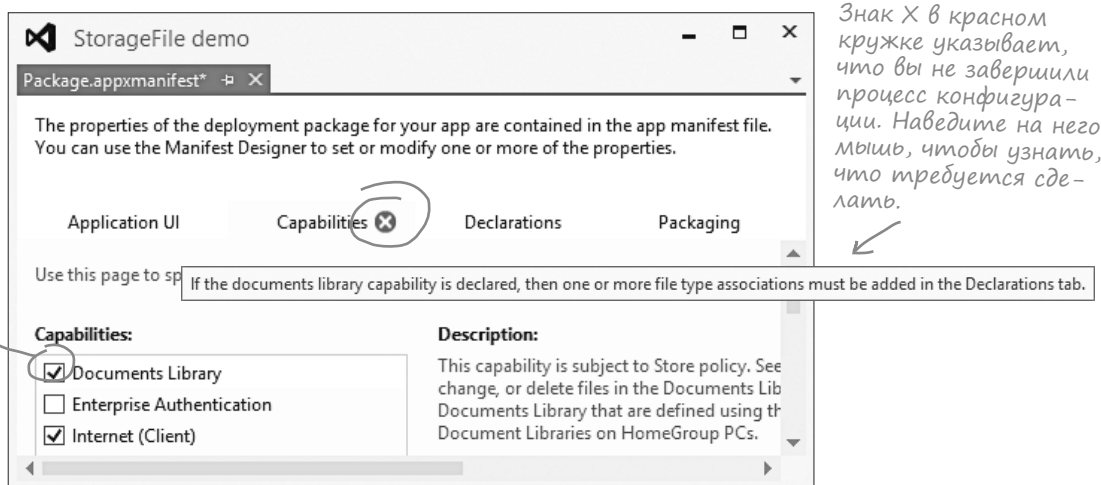 StorageFile demo
Package.appxmanifest*
The properties of the deployment package for your app are contained in the app manifest file.
You can use the Manifest Designer to set or modify one or more of the properties.
Application UI
Capabilities
Declarations
Packaging
Use this page to sp
If the documents library capability is declared, then one or more file type associations must be added in the Declarations tab.
Capabilities:
Documents Library
Enterprise Authentication
Internet (Client)
Description:
This capability is subject to Store policy. See
change, or delete files in the Documents Lib
Documents Library that are defined using th
Document Libraries on HomeGroup PCs.
Знак X в красном
кружке указывает,
что вы не завершили
процесс конфигура-
ции. Наведите на него
мышь, чтобы узнать,
что требуется сде-
лать.